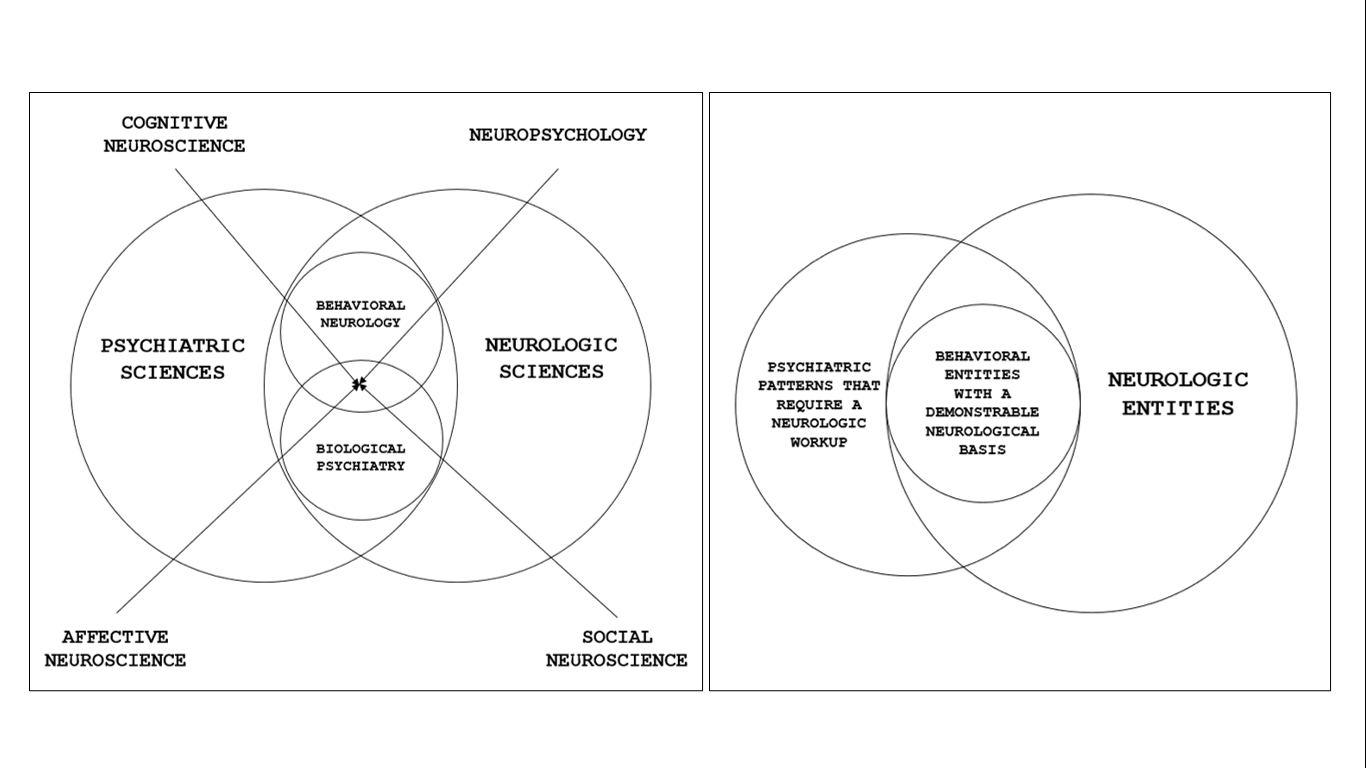 COGNITIVE
NEUROSCIENCE
NEUROPSYCHOLOGY
BEHAVIORAL
NEUROLOGY
PSYCHIATRIC
SCIENCES
NEUROLOGIC
SCIENCES
BIOLOGICAL
PSYCHIATRY
AFFECTIVE
NEUROSCIENCE
SOCIAL
NEUROSCIENCE
PSYCHIATRIC
PATTERNS THAT
REQUIRE A
NEUROLOGIC
WORKUP
BEHAVIORAL
ENTITIES
WITH A
DEMONSTRABLE
NEUROLOGICAL
BASIS
NEUROLOGIC
ENTITIES